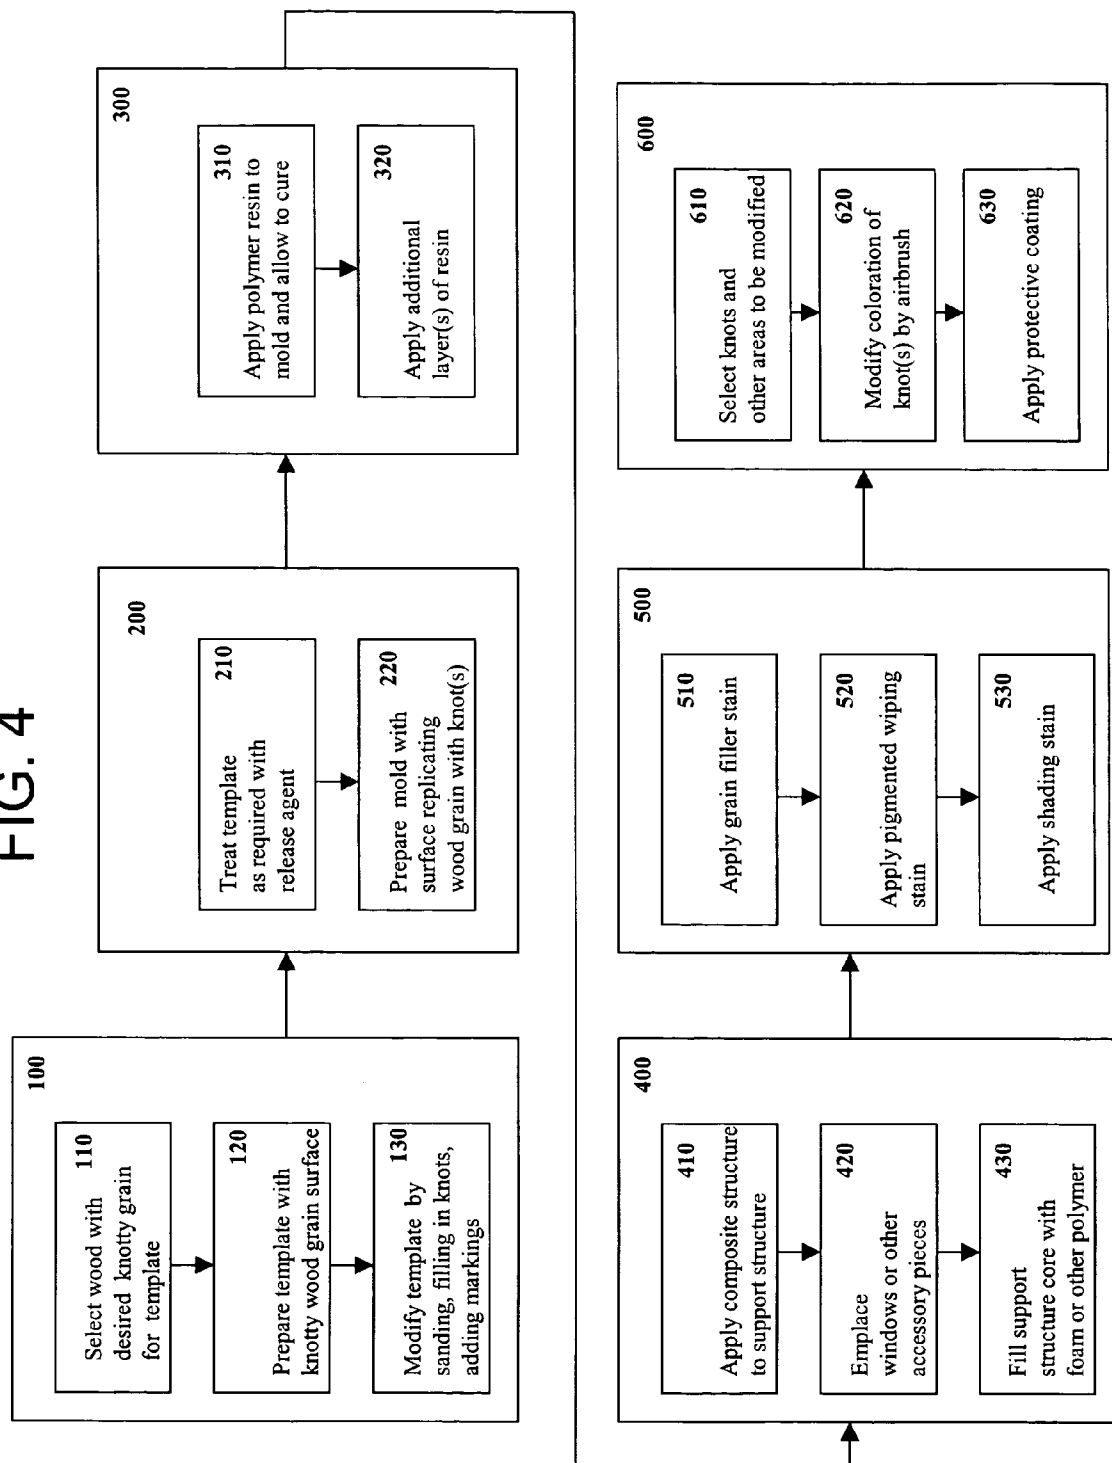 FIG. 4
100
110
Select wood with
desired knotty grain
for template
120
Prepare template with
knotty wood grain surface
130
Modify template by
sanding, filling in knots,
adding markings
200
210
Treat template
as required with
release agent
220
Prepare mold with
surface replicating
wood grain with knot(s)
300
310
Apply polymer resin to
mold and allow to cure
320
Apply additional
layer(s) of resin
400
410
Apply composite structure
to support structure
420
Emplace
windows or other
accessory pieces
430
Fill support
structure core with
foam or other polymer
500
510
Apply grain filler stain
520
Apply pigmented wiping
stain
530
Apply shading stain
600
610
Select knots and
other areas to be modified
620
Modify coloration of
knot(s) by airbrush
630
Apply protective coating